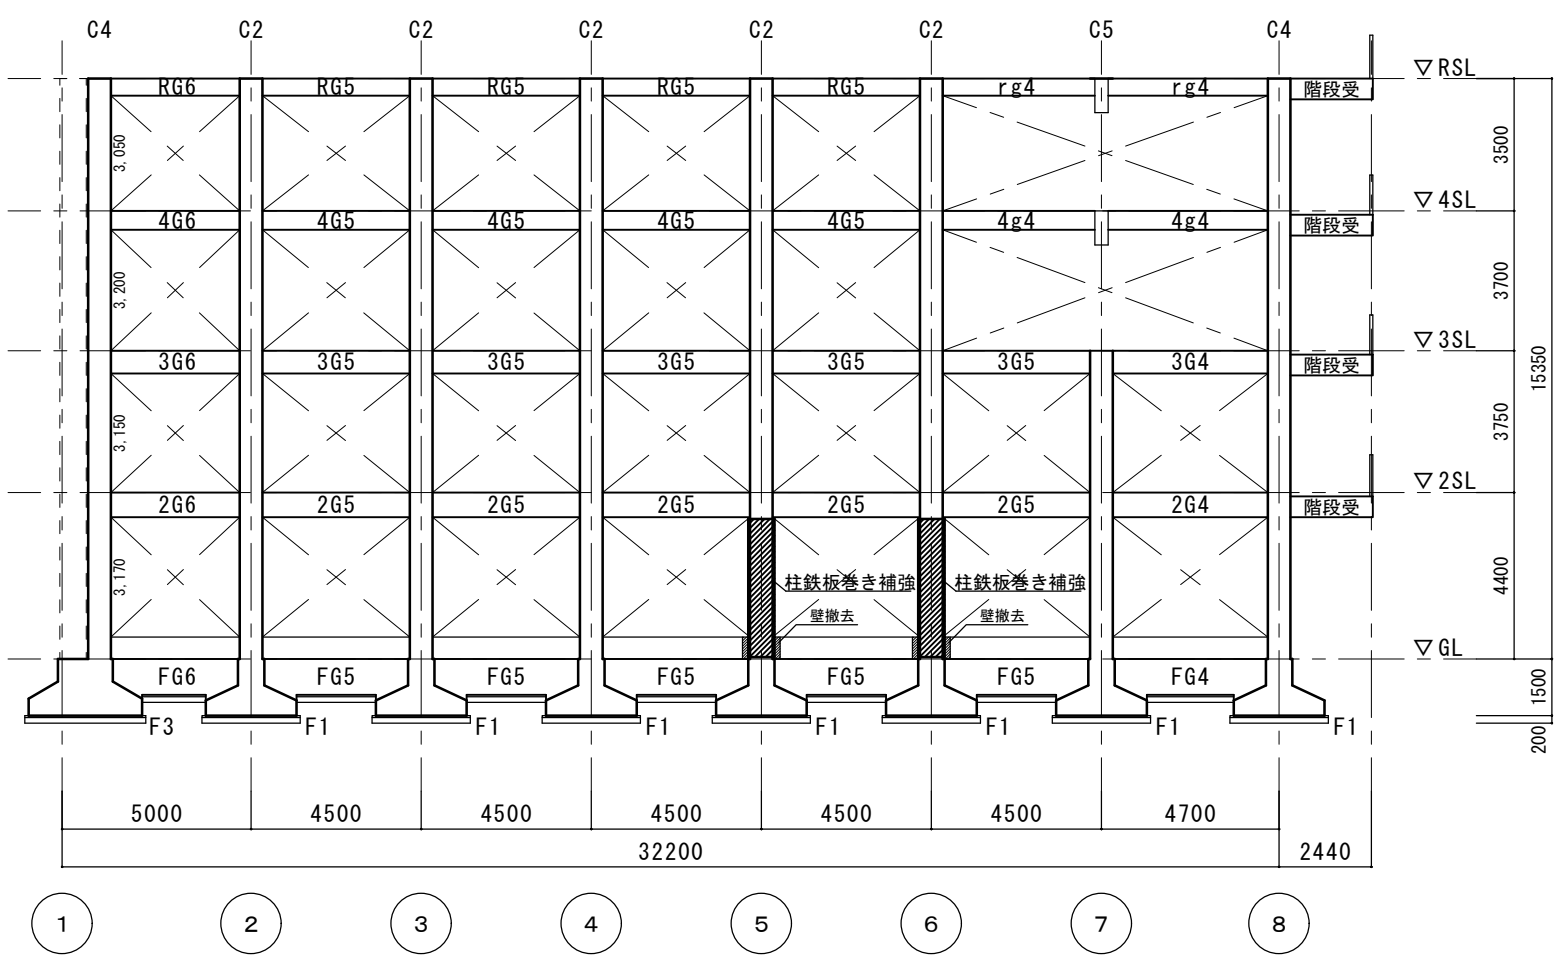 C4 C2 C2 C2 C2 C2 C5 C4
▽RSL
RG6 RG5 RG5 RG5 RG5 rg4 rg4 階段受
3,050
3500
▽4SL
4G6 4G5 4G5 4G5 4G5 4g4 4g4 階段受
3,200
3700
▽3SL
3G6 3G5 3G5 3G5 3G5 3G5 3G4 階段受
15350
3,150
3750
▽2SL
2G6 2G5 2G5 2G5 2G5 2G5 2G4 階段受
3,170
4400
柱鉄板巻き補強 柱鉄板巻き補強
壁撤去 壁撤去
▽GL
FG6 FG5 FG5 FG5 FG5 FG5 FG4
1500
F3 F1 F1 F1 F1 F1 F1 F1
200
5000 4500 4500 4500 4500 4500 4700
32200 2440
1 2 3 4 5 6 7 8